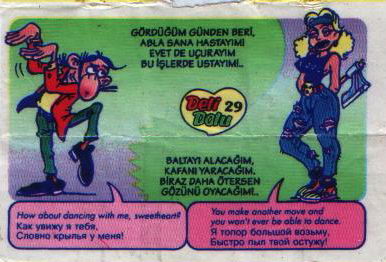 GÖRDÜĞÜM GÜNDEN BERİ,
ABLA SANA HASTAYIM!
EVET DE UÇURAYIM
BU İŞLERDE USTAYIM!..
Deli 29
Dolu
BALTAYI ALACAĞIM,
KAFANI YARACAĞIM.
BİRAZ DAHA ÖTERSEN
GÖZÜNÜ OYACAĞIM!..
How about dancing with me, sweetheart?
Как увижу я тебя,
Словно крылья у меня!
You make another move and
you won't ever be able to dance.
Я топор большой возьму,
Быстро пыл твой остужу!